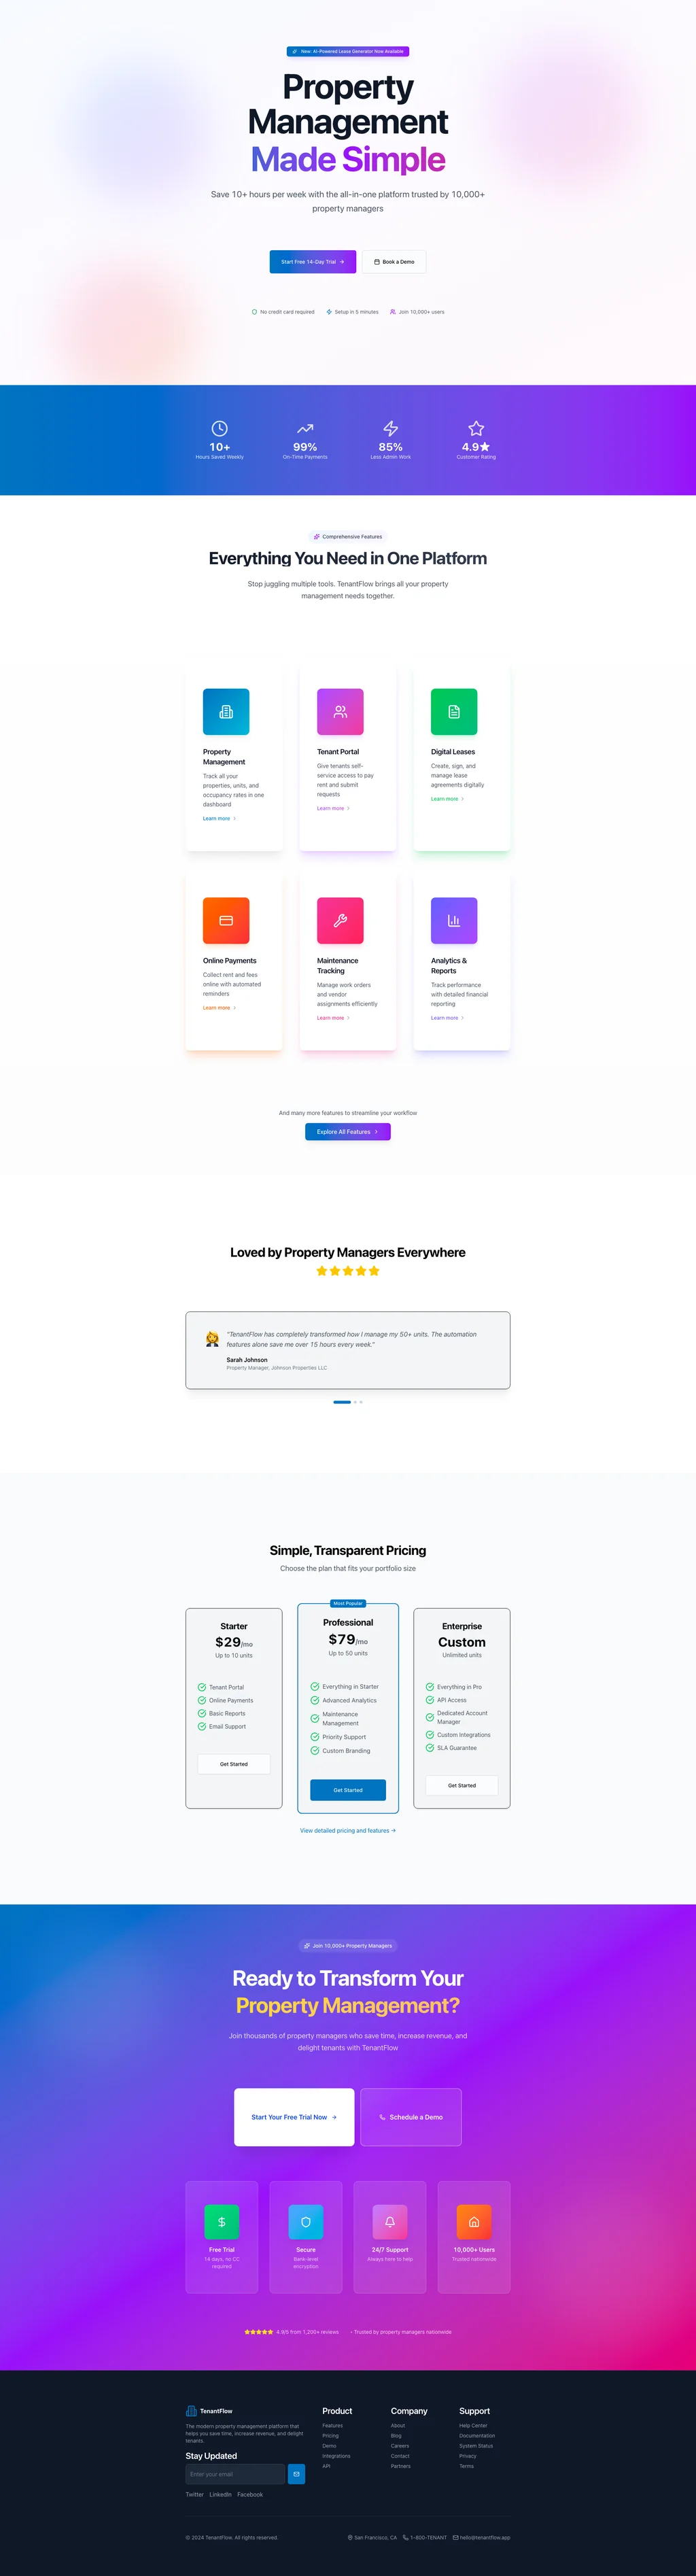 New: AI-Powered Lease Generator Now Available
Property
Management
Made Simple
Save 10+ hours per week with the all-in-one platform trusted by 10,000+
property managers
Start Free 14-Day Trial →
Book a Demo
No credit card required
Setup in 5 minutes
Join 10,000+ users
10+
Hours Saved Weekly
99%
On-Time Payments
85%
Less Admin Work
4.9★
Customer Rating
Comprehensive Features
Everything You Need in One Platform
Stop juggling multiple tools. TenantFlow brings all your property
management needs together.
Property
Management
Track all your
properties, units, and
occupancy rates in one
dashboard
Learn more
Tenant Portal
Give tenants self-
service access to pay
rent and submit
requests
Learn more
Digital Leases
Create, sign, and
manage lease
agreements digitally
Learn more
Online Payments
Collect rent and fees
online with automated
reminders
Learn more
Maintenance
Tracking
Manage work orders
and vendor
assignments efficiently
Learn more
Analytics &
Reports
Track performance
with detailed financial
reporting
Learn more
And many more features to streamline your workflow
Explore All Features
Loved by Property Managers Everywhere
"TenantFlow has completely transformed how I manage my 50+ units. The automation
features alone save me over 15 hours every week."
Sarah Johnson
Property Manager, Johnson Properties LLC
Simple, Transparent Pricing
Choose the plan that fits your portfolio size
Starter
$29/mo
Up to 10 units
Tenant Portal
Online Payments
Basic Reports
Email Support
Get Started
Most Popular
Professional
$79/mo
Up to 50 units
Everything in Starter
Advanced Analytics
Maintenance
Management
Priority Support
Custom Branding
Get Started
Enterprise
Custom
Unlimited units
Everything in Pro
API Access
Dedicated Account
Manager
Custom Integrations
SLA Guarantee
Get Started
View detailed pricing and features →
Join 10,000+ Property Managers
Ready to Transform Your
Property Management?
Join thousands of property managers who save time, increase revenue, and
delight tenants with TenantFlow
Start Your Free Trial Now →
Schedule a Demo
Free Trial
14 days, no CC
required
Secure
Bank-level
encryption
24/7 Support
Always here to help
10,000+ Users
Trusted nationwide
4.9/5 from 1,200+ reviews
· Trusted by property managers nationwide
TenantFlow
The modern property management platform that
helps you save time, increase revenue, and delight
tenants.
Stay Updated
Enter your email
Twitter LinkedIn Facebook
Product
Features
Pricing
Demo
Integrations
API
Company
About
Blog
Careers
Contact
Partners
Support
Help Center
Documentation
System Status
Privacy
Terms
© 2024 TenantFlow. All rights reserved.
San Francisco, CA
1-800-TENANT
hello@tenantflow.app